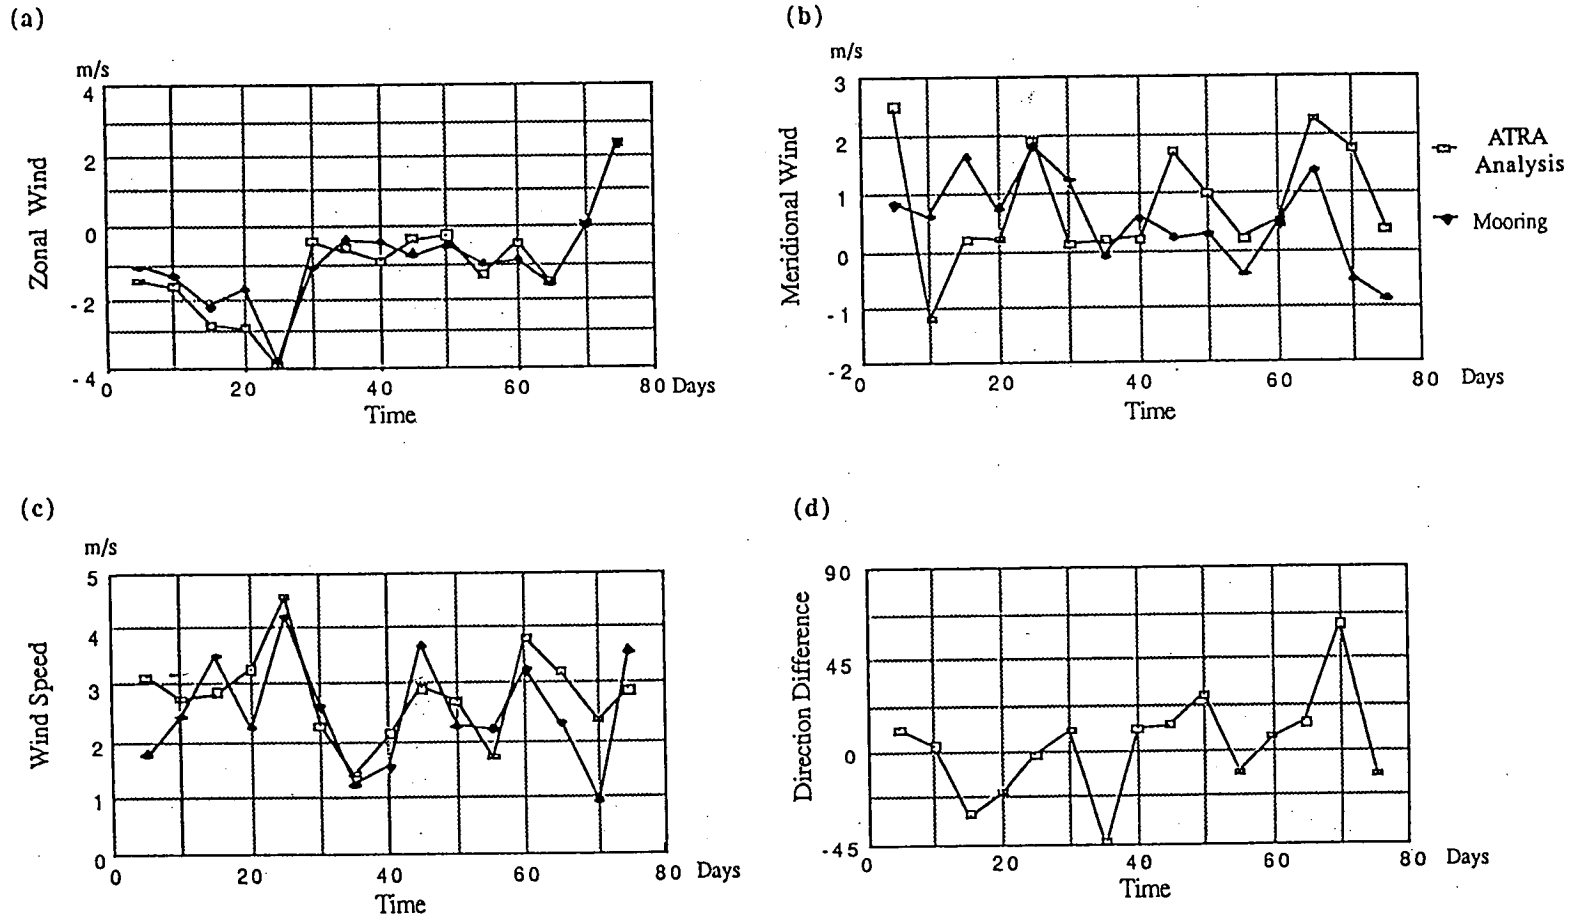 (a)
m/s
4
2
0
-2
-4
Zonal Wind
0 20 40 60 80 Days
Time
(b)
m/s
3
2
1
0
-1
-2
Meridional Wind
0 20 40 60 80 Days
Time
ATRA
Analysis
Mooring
(c)
m/s
5
4
3
2
1
0
Wind Speed
0 20 40 60 80 Days
Time
(d)
90
45
0
-45
Direction Difference
0 20 40 60 80 Days
Time